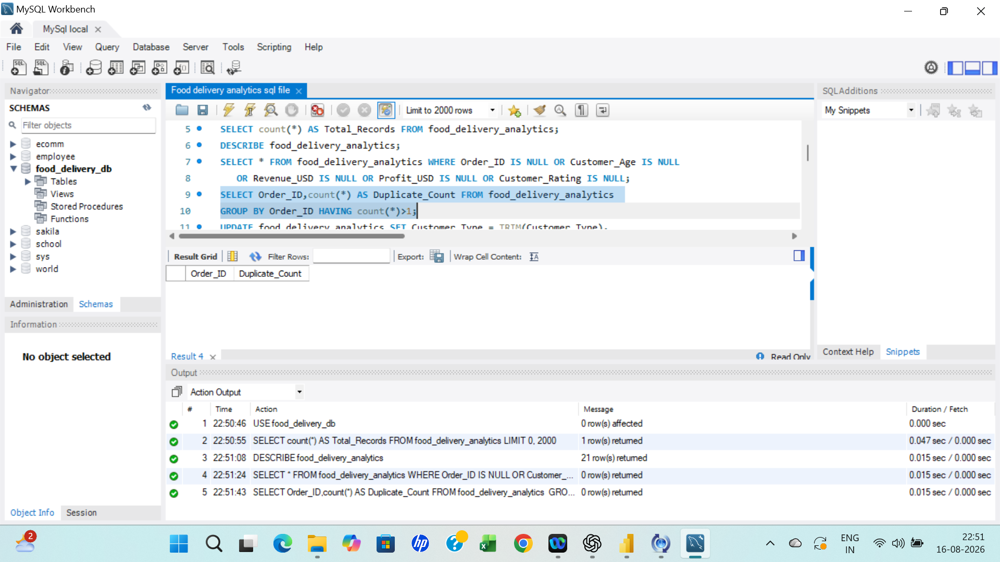 MySQL Workbench
MySql local
File Edit View Query Database Server Tools Scripting Help
Navigator
SCHEMAS
Filter objects
ecomm
employee
food_delivery_db
Tables
Views
Stored Procedures
Functions
sakila
school
sys
world
Administration Schemas
Information
No object selected
Object Info Session
Food delivery analytics sql file
Limit to 2000 rows
5 SELECT count(*) AS Total_Records FROM food_delivery_analytics;
6 DESCRIBE food_delivery_analytics;
7 SELECT * FROM food_delivery_analytics WHERE Order_ID IS NULL OR Customer_Age IS NULL
8 OR Revenue_USD IS NULL OR Profit_USD IS NULL OR Customer_Rating IS NULL;
9 SELECT Order_ID,count(*) AS Duplicate_Count FROM food_delivery_analytics
10 GROUP BY Order_ID HAVING count(*)>1;
11 UPDATE food_delivery_analytics SET Customer_Type = TRIM(Customer_Type),
Result Grid Filter Rows: Export: Wrap Cell Content:
Order_ID Duplicate_Count
Result 4 Read Only
SQLAdditions
My Snippets
Context Help Snippets
Output
Action Output
# Time Action Message Duration / Fetch
1 22:50:46 USE food_delivery_db 0 row(s) affected 0.000 sec
2 22:50:55 SELECT count(*) AS Total_Records FROM food_delivery_analytics LIMIT 0, 2000 1 row(s) returned 0.047 sec / 0.000 sec
3 22:51:08 DESCRIBE food_delivery_analytics 21 row(s) returned 0.015 sec / 0.000 sec
4 22:51:24 SELECT * FROM food_delivery_analytics WHERE Order_ID IS NULL OR Customer_... 0 row(s) returned 0.015 sec / 0.000 sec
5 22:51:43 SELECT Order_ID,count(*) AS Duplicate_Count FROM food_delivery_analytics GRO... 0 row(s) returned 0.015 sec / 0.000 sec
2
hp
ENG
IN
22:51
16-08-2026